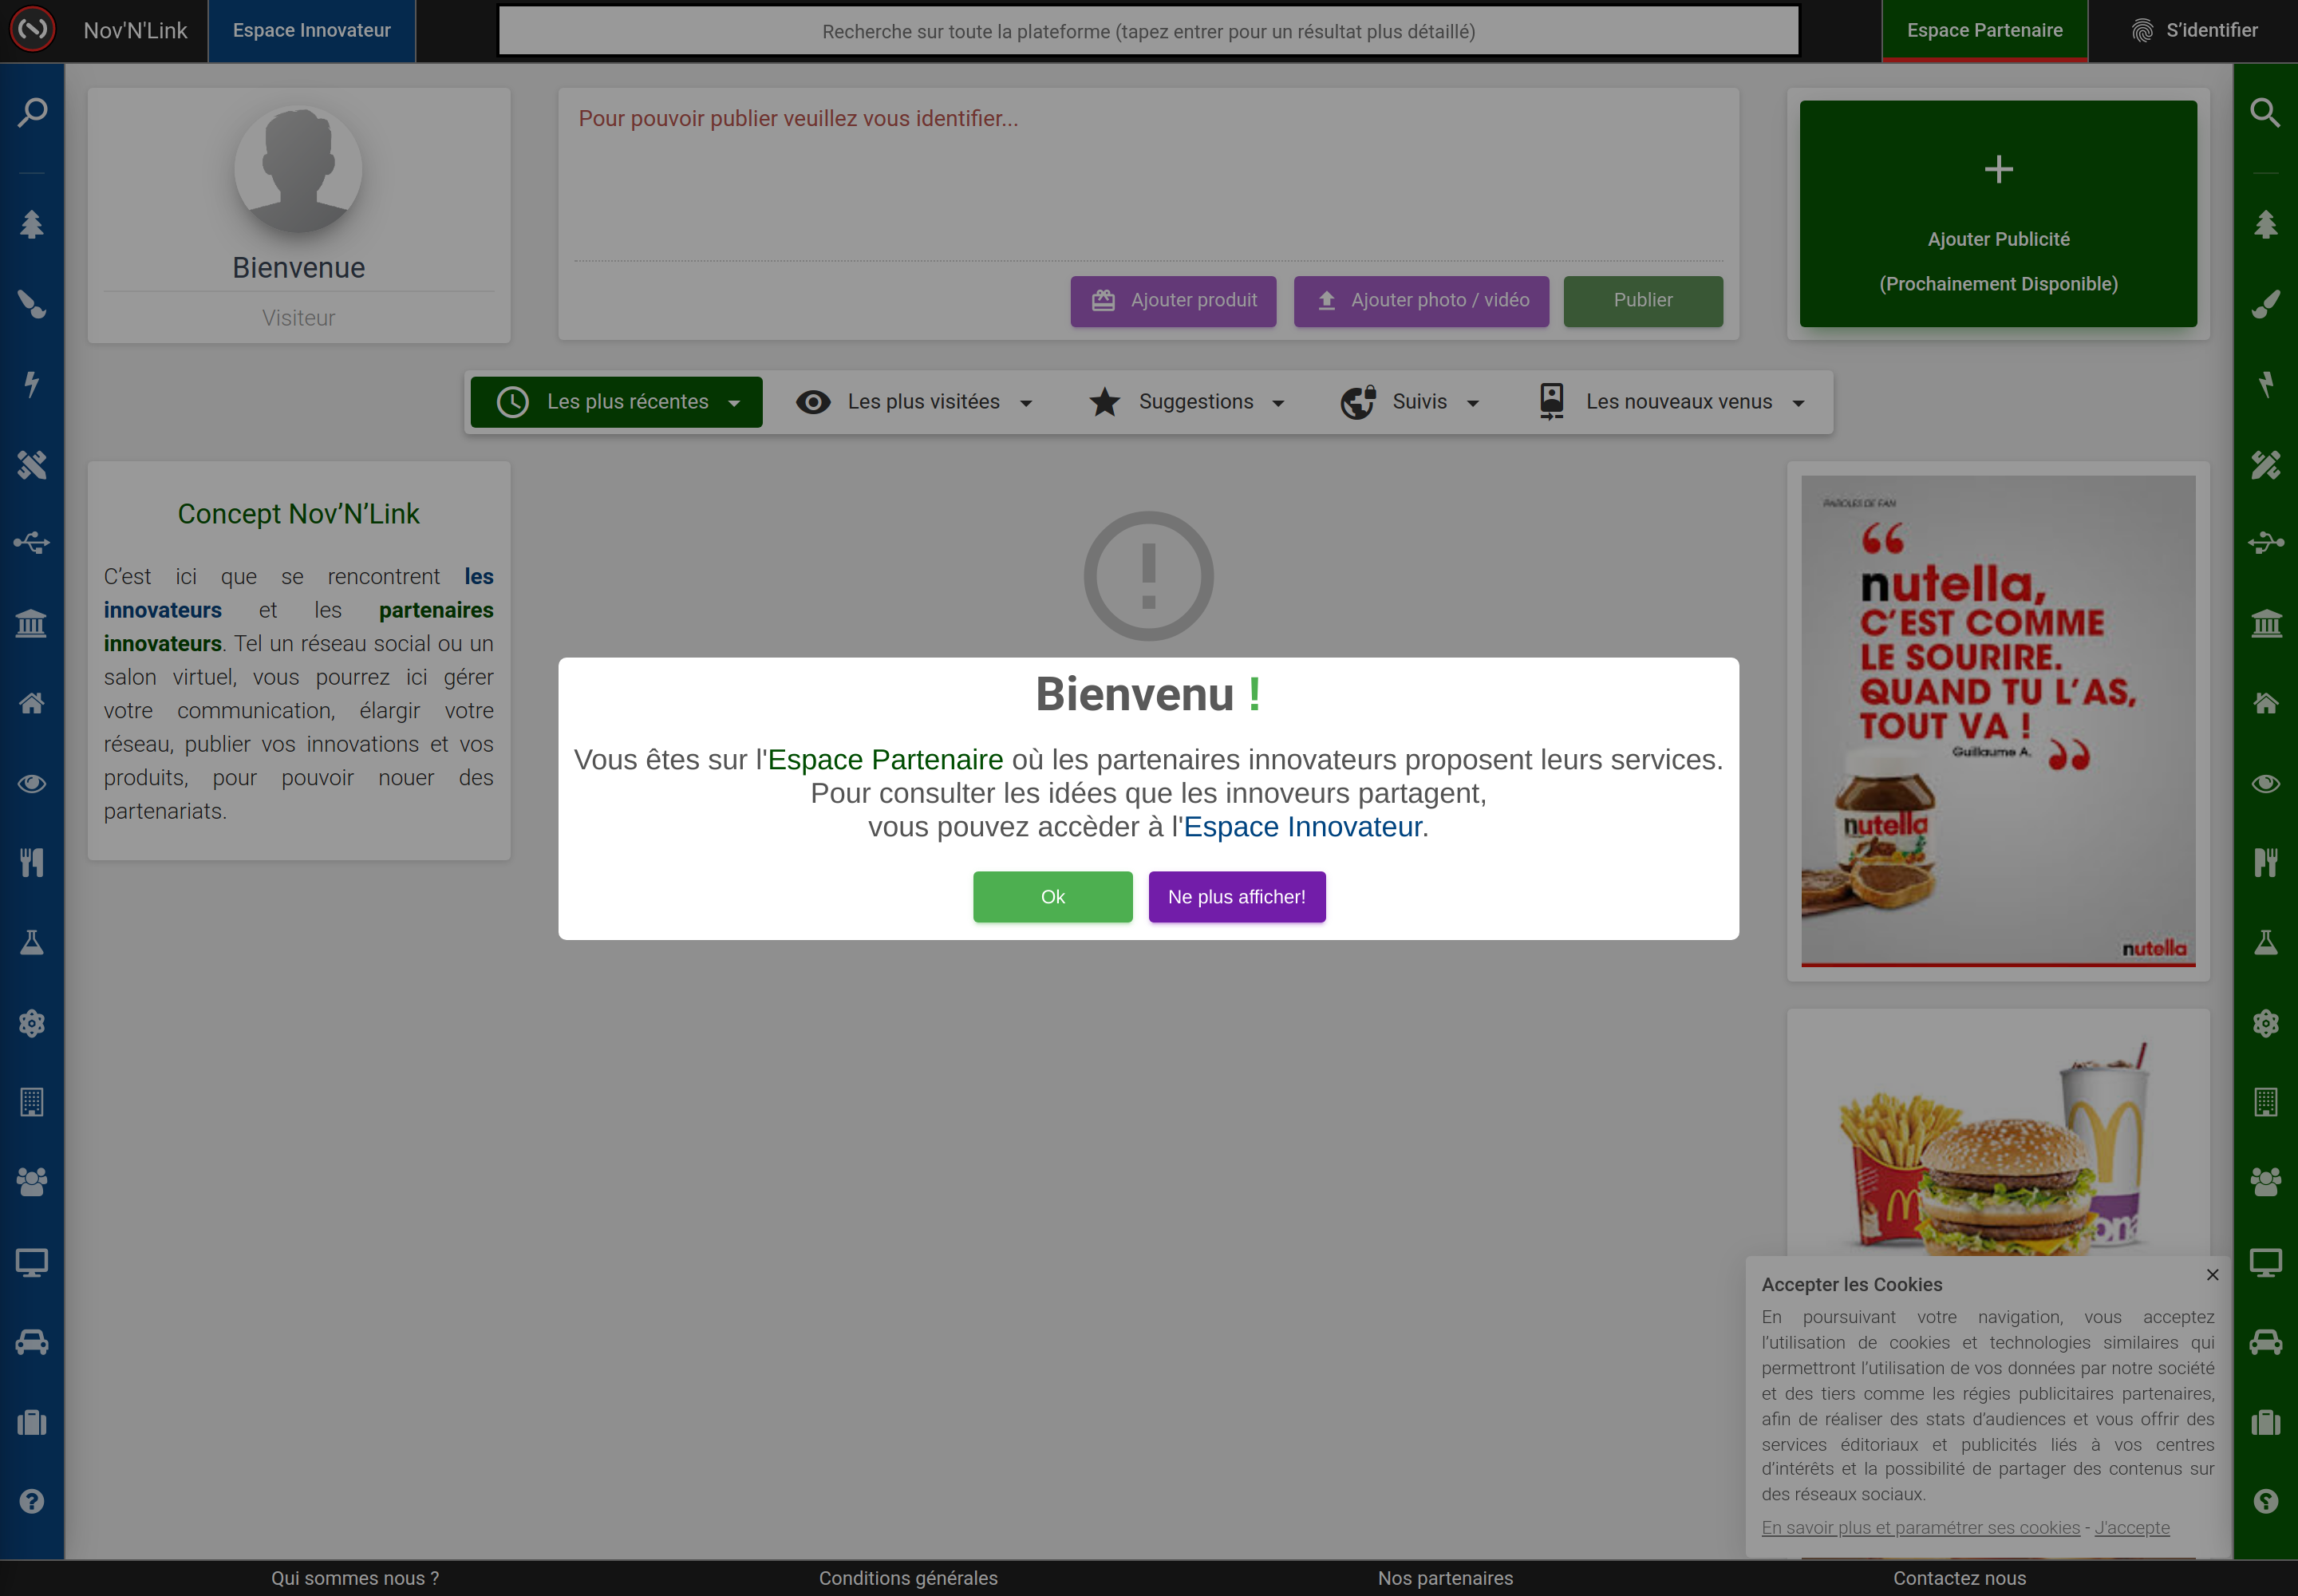 Nov'N'Link
Espace Innovateur
Recherche sur toute la plateforme (tapez entrer pour un résultat plus détaillé)
Espace Partenaire
S’identifier
Bienvenue
Visiteur
Pour pouvoir publier veuillez vous identifier...
Ajouter produit
Ajouter photo / vidéo
Publier
Ajouter Publicité
(Prochainement Disponible)
Les plus récentes
Les plus visitées
Suggestions
Suivis
Les nouveaux venus
Concept Nov’N’Link
C’est ici que se rencontrent les
innovateurs et les partenaires
innovateurs. Tel un réseau social ou un
salon virtuel, vous pourrez ici gérer
votre communication, élargir votre
réseau, publier vos innovations et vos
produits, pour pouvoir nouer des
partenariats.
Bienvenu !
Vous êtes sur l'Espace Partenaire où les partenaires innovateurs proposent leurs services.
Pour consulter les idées que les innoveurs partagent,
vous pouvez accèder à l'Espace Innovateur.
Ok
Ne plus afficher!
PAROLES DE FAN
“
nutella,
C’EST COMME
LE SOURIRE.
QUAND TU L’AS,
TOUT VA !
Guillaume A. ”
nutella
nutella
Accepter les Cookies
En poursuivant votre navigation, vous acceptez
l’utilisation de cookies et technologies similaires qui
permettront l’utilisation de vos données par notre société
et des tiers comme les régies publicitaires partenaires,
afin de réaliser des stats d’audiences et vous offrir des
services éditoriaux et publicités liés à vos centres
d’intérêts et la possibilité de partager des contenus sur
des réseaux sociaux.
En savoir plus et paramétrer ses cookies - J'accepte
Qui sommes nous ?
Conditions générales
Nos partenaires
Contactez nous